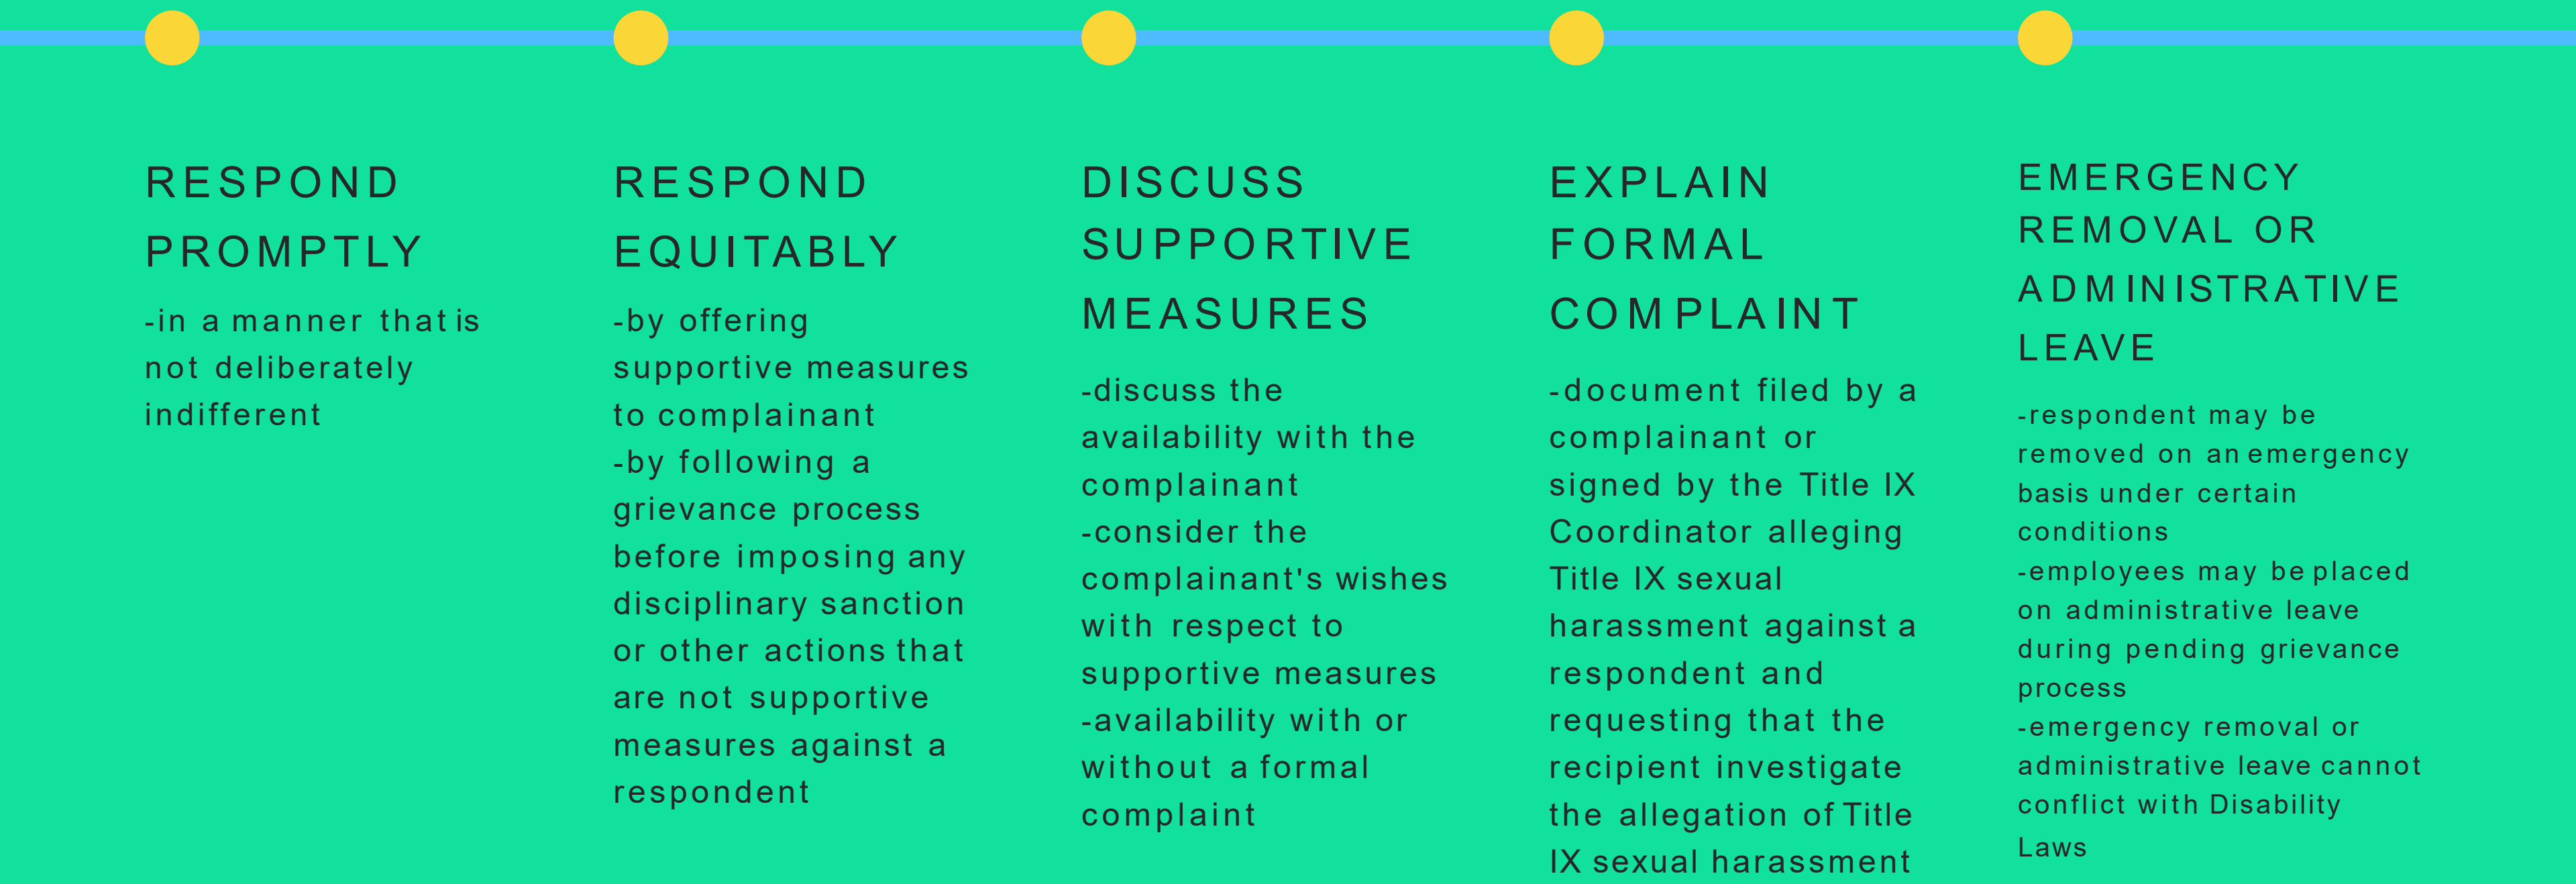 RESPOND
PROMPTLY
-in a manner that is
not deliberately
indifferent
RESPOND
EQUITABLY
-by offering
supportive measures
to complainant
-by following a
grievance process
before imposing any
disciplinary sanction
or other actions that
are not supportive
measures against a
respondent
DISCUSS
SUPPORTIVE
MEASURES
-discuss the
availability with the
complainant
-consider the
complainant's wishes
with respect to
supportive measures
-availability with or
without a formal
complaint
EXPLAIN
FORMAL
COMPLAINT
-document filed by a
complainant or
signed by the Title IX
Coordinator alleging
Title IX sexual
harassment against a
respondent and
requesting that the
recipient investigate
the allegation of Title
IX sexual harassment
EMERGENCY
REMOVAL OR
ADMINISTRATIVE
LEAVE
-respondent may be
removed on an emergency
basis under certain
conditions
-employees may be placed
on administrative leave
during pending grievance
process
-emergency removal or
administrative leave cannot
conflict with Disability
Laws